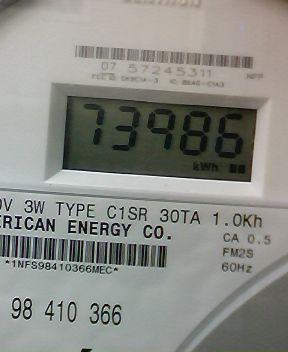 07 57245311
73986
kWh
0V 3W TYPE C1SR 30TA 1.0Kh
ERICAN ENERGY CO.
CA 0.5
FM2S
*1NFS98410366MEC*
60Hz
98 410 366